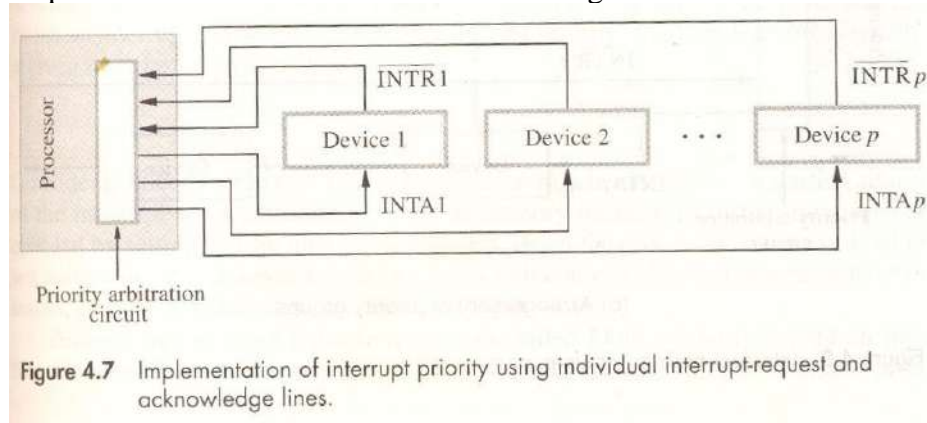 INTR1
INTRp
Processor
Device 1
Device 2
Device p
INTA1
INTAp
Priority arbitration
circuit
Figure 4.7 Implementation of interrupt priority using individual interrupt-request and
acknowledge lines.